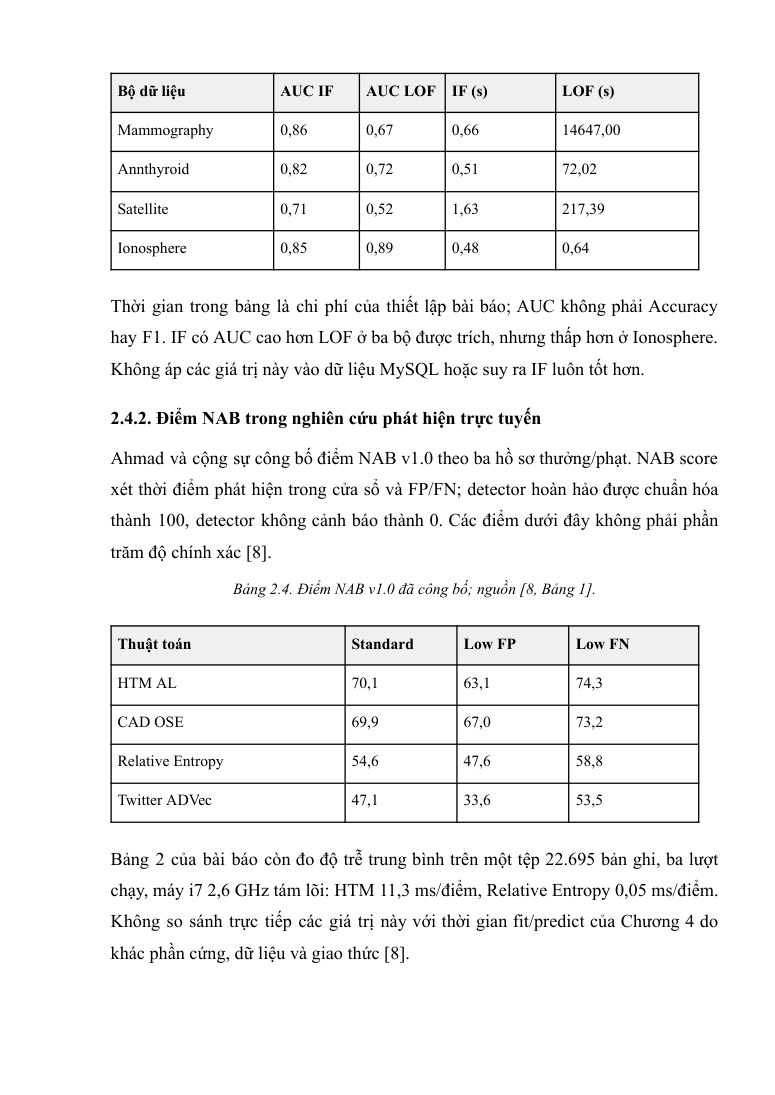 Bộ dữ liệu AUC IF AUC LOF IF (s) LOF (s)
Mammography 0,86 0,67 0,66 14647,00
Annthyroid 0,82 0,72 0,51 72,02
Satellite 0,71 0,52 1,63 217,39
Ionosphere 0,85 0,89 0,48 0,64
Thời gian trong bảng là chi phí của thiết lập bài báo; AUC không phải Accuracy
hay F1. IF có AUC cao hơn LOF ở ba bộ được trích, nhưng thấp hơn ở Ionosphere.
Không áp các giá trị này vào dữ liệu MySQL hoặc suy ra IF luôn tốt hơn.
2.4.2. Điểm NAB trong nghiên cứu phát hiện trực tuyến
Ahmad và cộng sự công bố điểm NAB v1.0 theo ba hồ sơ thưởng/phạt. NAB score
xét thời điểm phát hiện trong cửa sổ và FP/FN; detector hoàn hảo được chuẩn hóa
thành 100, detector không cảnh báo thành 0. Các điểm dưới đây không phải phần
trăm độ chính xác [8].
Bảng 2.4. Điểm NAB v1.0 đã công bố; nguồn [8, Bảng 1].
Thuật toán Standard Low FP Low FN
HTM AL 70,1 63,1 74,3
CAD OSE 69,9 67,0 73,2
Relative Entropy 54,6 47,6 58,8
Twitter ADVec 47,1 33,6 53,5
Bảng 2 của bài báo còn đo độ trễ trung bình trên một tệp 22.695 bản ghi, ba lượt
chạy, máy i7 2,6 GHz tám lõi: HTM 11,3 ms/điểm, Relative Entropy 0,05 ms/điểm.
Không so sánh trực tiếp các giá trị này với thời gian fit/predict của Chương 4 do
khác phần cứng, dữ liệu và giao thức [8].